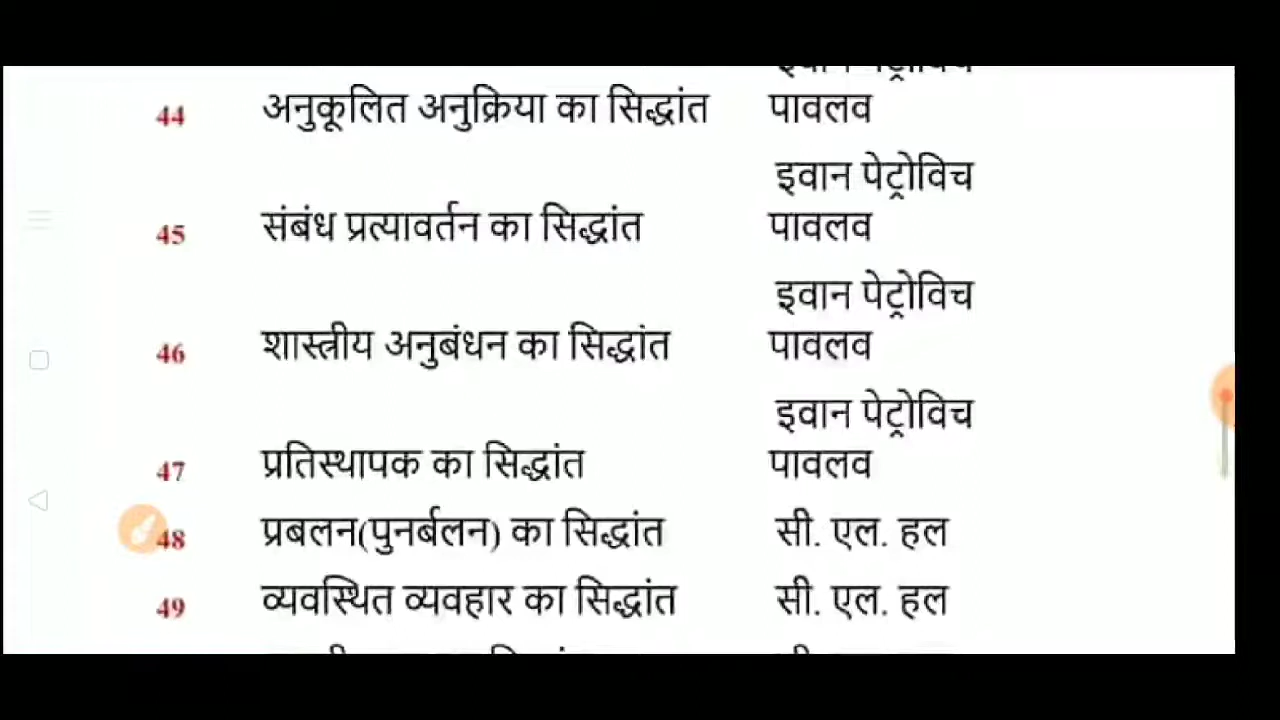 44 अनुकूलित अनुक्रिया का सिद्धांत पावलव
इवान पेट्रोविच
45 संबंध प्रत्यावर्तन का सिद्धांत पावलव
इवान पेट्रोविच
46 शास्त्रीय अनुबंधन का सिद्धांत पावलव
इवान पेट्रोविच
47 प्रतिस्थापक का सिद्धांत पावलव
48 प्रबलन(पुनर्बलन) का सिद्धांत सी. एल. हल
49 व्यवस्थित व्यवहार का सिद्धांत सी. एल. हल